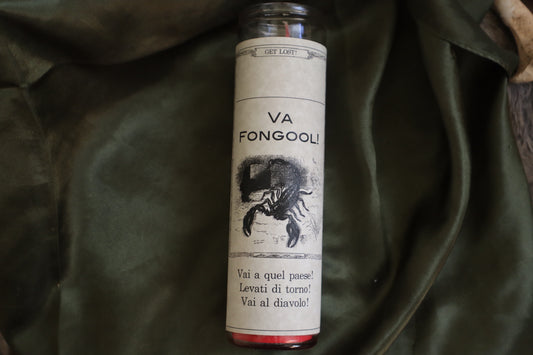 GET LOST!
VA
FONGOOL!
Vai a quel paese!
Levati di torno!
Vai al diavolo!